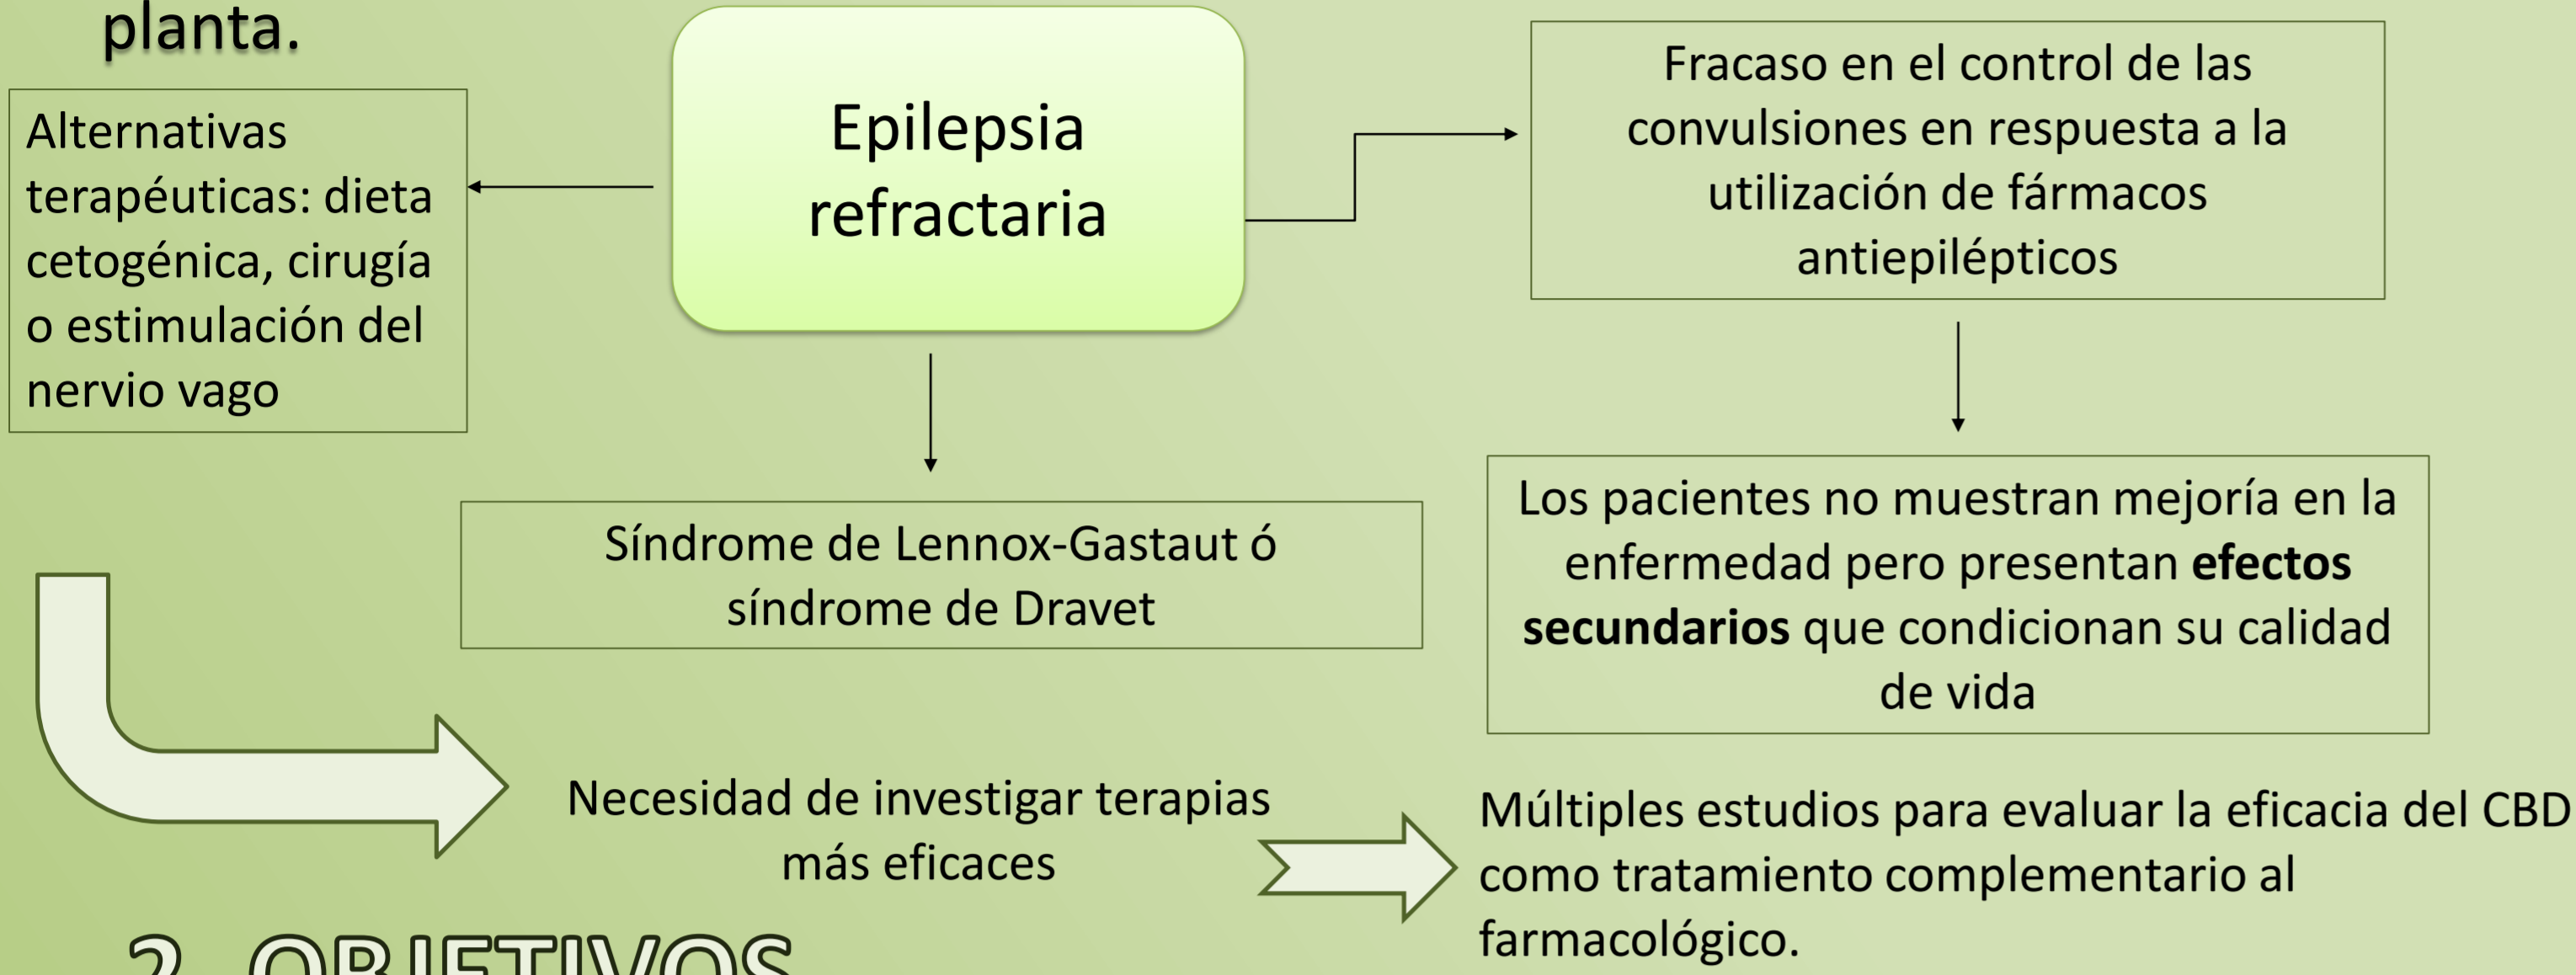 planta.
Alternativas
terapéuticas: dieta
cetogénica, cirugía
o estimulación del
nervio vago
Epilepsia
refractaria
Fracaso en el control de las
convulsiones en respuesta a la
utilización de fármacos
antiepilépticos
Síndrome de Lennox-Gastaut ó
síndrome de Dravet
Los pacientes no muestran mejoría en la
enfermedad pero presentan efectos
secundarios que condicionan su calidad
de vida
Necesidad de investigar terapias
más eficaces
Múltiples estudios para evaluar la eficacia del CBD
como tratamiento complementario al
farmacológico.
2. OBJETIVOS